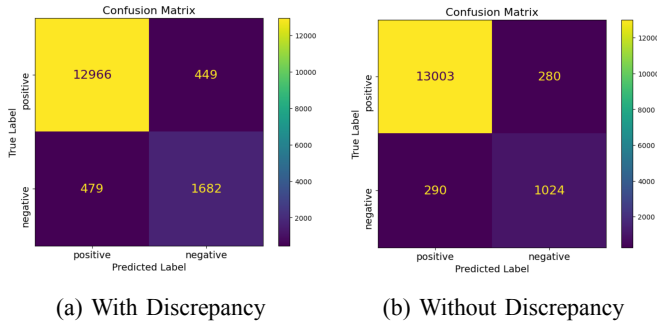 Confusion Matrix
positive
negative
True Label
12966 449
479 1682
positive negative
Predicted Label
12000
10000
8000
6000
4000
2000
(a) With Discrepancy
Confusion Matrix
positive
negative
True Label
13003 280
290 1024
positive negative
Predicted Label
12000
10000
8000
6000
4000
2000
(b) Without Discrepancy